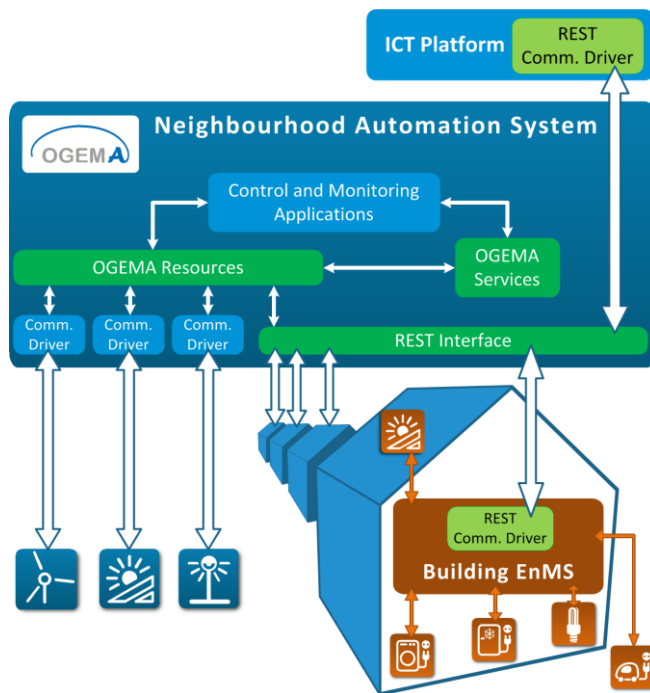 ICT Platform
REST
Comm. Driver
OGEMA
Neighbourhood Automation System
Control and Monitoring
Applications
OGEMA Resources
OGEMA
Services
Comm.
Driver
Comm.
Driver
Comm.
Driver
REST Interface
REST
Comm. Driver
Building EnMS